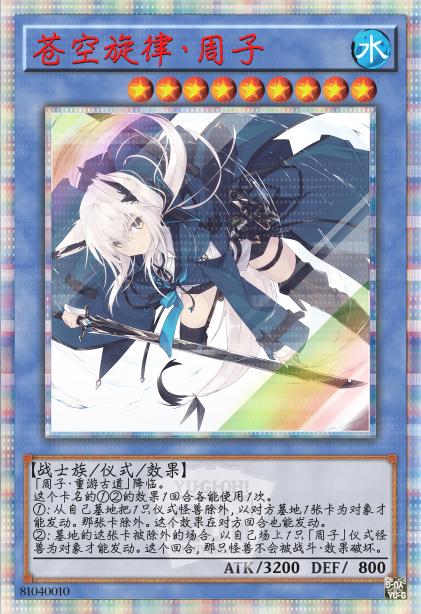 苍空旋律·周子
水
【战士族/仪式/效果】
「周子·重游古道」降临。
这个卡名的①②的效果1回合各能使用1次。
①：从自己墓地把1只仪式怪兽除外，以对方墓地1张卡为对象才
能发动。那张卡除外。这个效果在对方回合也能发动。
②：墓地的这张卡被除外的场合，以自己场上1只「周子」仪式怪
兽为对象才能发动。这个回合，那只怪兽不会被战斗·效果破坏。
YU-GI-OH!
ATK/3200 DEF/ 800
81040010